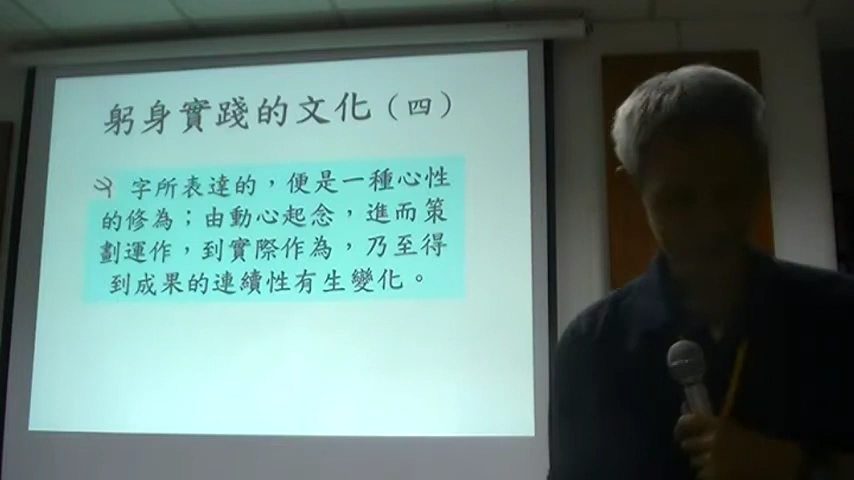 躬身實踐的文化（四）
字所表達的，便是一種心性
的修為；由動心起念，進而策
劃運作，到實際作為，乃至得
到成果的連續性有生變化。